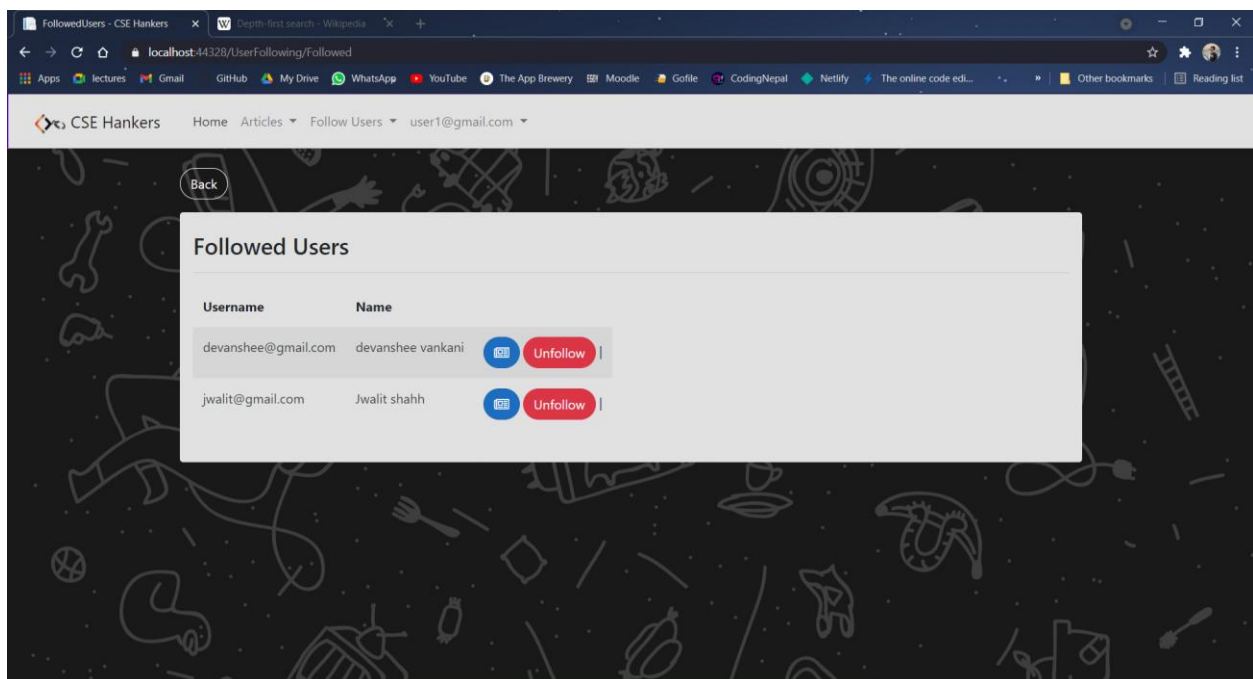 FollowedUsers - CSE Hankers
W Depth-first search - Wikipedia
localhost:44328/UserFollowing/Followed
Apps lectures Gmail GitHub My Drive WhatsApp YouTube The App Brewery Moodle Gofile CodingNepal Netlify The online code edi... » Other bookmarks Reading list
CSE Hankers Home Articles Follow Users user1@gmail.com
Back
Followed Users
Username Name
devanshee@gmail.com devanshee vankani Unfollow |
jwalit@gmail.com Jwalit shahh Unfollow |